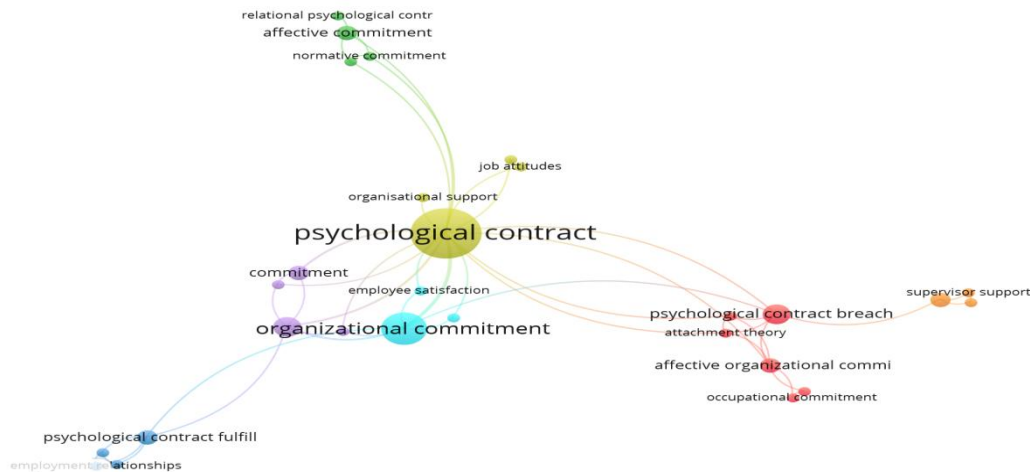 relational psychological contr
affective commitment
normative commitment
job attitudes
organisational support
psychological contract
commitment
employee satisfaction
supervisor support
psychological contract breach
organizational commitment
attachment theory
affective organizational commi
occupational commitment
psychological contract fulfill
employment relationships